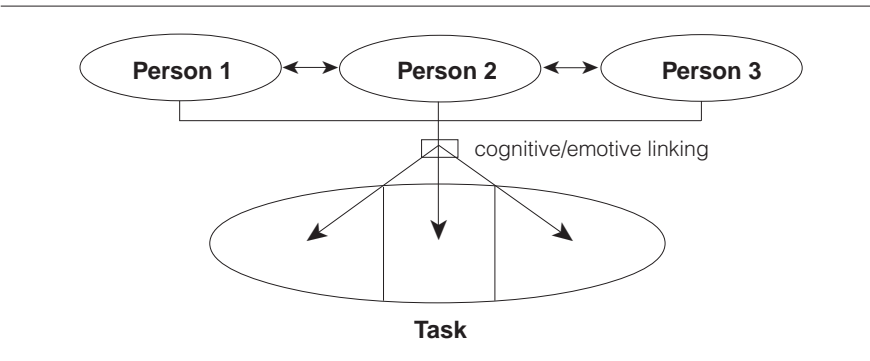 Person 1
Person 2
Person 3
cognitive/emotive linking
Task